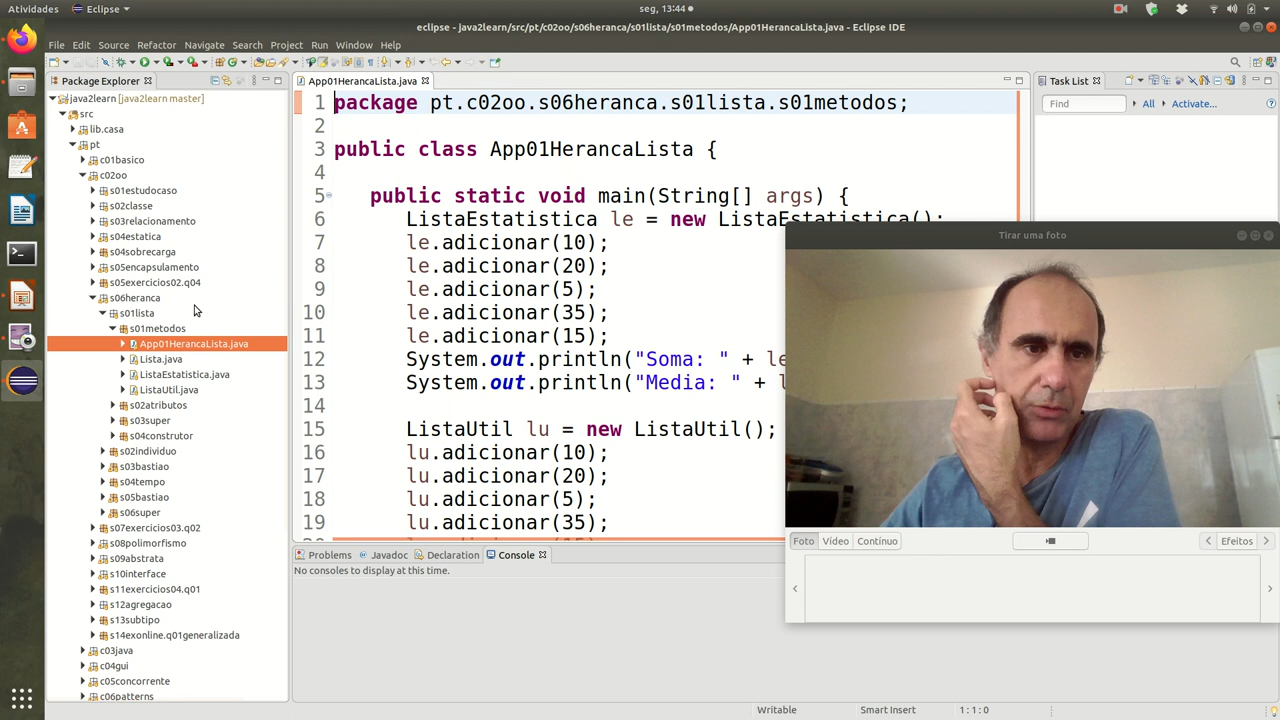 Atividades
Eclipse
seg, 13:44
eclipse - java2learn/src/pt/c02oo/s06heranca/s01lista/s01metodos/App01HerancaLista.java - Eclipse IDE
File Edit Source Refactor Navigate Search Project Run Window Help
Package Explorer
java2learn [java2learn master]
src
lib.casa
pt
c01basico
c02oo
s01estudocaso
s02classe
s03relacionamento
s04estatica
s04sobrecarga
s05encapsulamento
s05exercicios02.q04
s06heranca
s01lista
s01metodos
App01HerancaLista.java
Lista.java
ListaEstatistica.java
ListaUtil.java
s02atributos
s03super
s04construtor
s02individuo
s03bastiao
s04tempo
s05bastiao
s06super
s07exercicios03.q02
s08polimorfismo
s09abstrata
s10interface
s11exercicios04.q01
s12agregacao
s13subtipo
s14exonline.q01generalizada
c03java
c04gui
c05concorrente
c06patterns
App01HerancaLista.java
1 package pt.c02oo.s06heranca.s01lista.s01metodos;
2
3 public class App01HerancaLista {
4
5 public static void main(String[] args) {
6 ListaEstatistica le = new ListaEstatistica();
7 le.adicionar(10);
8 le.adicionar(20);
9 le.adicionar(5);
10 le.adicionar(35);
11 le.adicionar(15);
12 System.out.println("Soma: " + le
13 System.out.println("Media: " + l
14
15 ListaUtil lu = new ListaUtil();
16 lu.adicionar(10);
17 lu.adicionar(20);
18 lu.adicionar(5);
19 lu.adicionar(35);
Problems Javadoc Declaration Console
No consoles to display at this time.
Task List
Find All Activate...
Tirar uma foto
Foto Vídeo Contínuo Efeitos
Writable Smart Insert 1 : 1 : 0